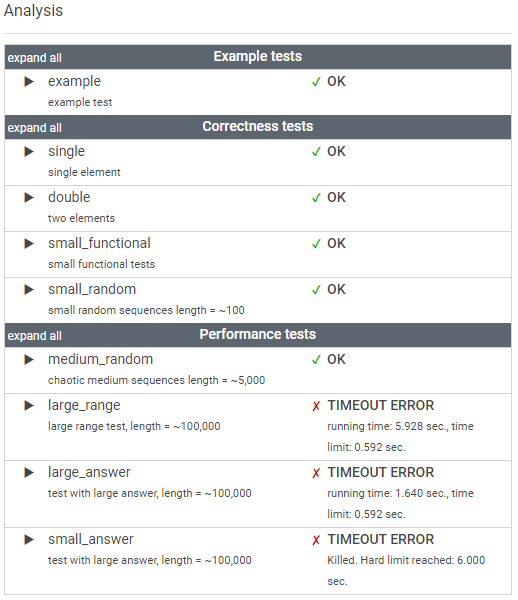 Analysis
expand all Example tests
▶ example ✓ OK
example test
expand all Correctness tests
▶ single ✓ OK
single element
▶ double ✓ OK
two elements
▶ small_functional ✓ OK
small functional tests
▶ small_random ✓ OK
small random sequences length = ~100
expand all Performance tests
▶ medium_random ✓ OK
chaotic medium sequences length = ~5,000
▶ large_range ✗ TIMEOUT ERROR
large range test, length = ~100,000 running time: 5.928 sec., time
limit: 0.592 sec.
▶ large_answer ✗ TIMEOUT ERROR
test with large answer, length = ~100,000 running time: 1.640 sec., time
limit: 0.592 sec.
▶ small_answer ✗ TIMEOUT ERROR
test with large answer, length = ~100,000 Killed. Hard limit reached: 6.000
sec.